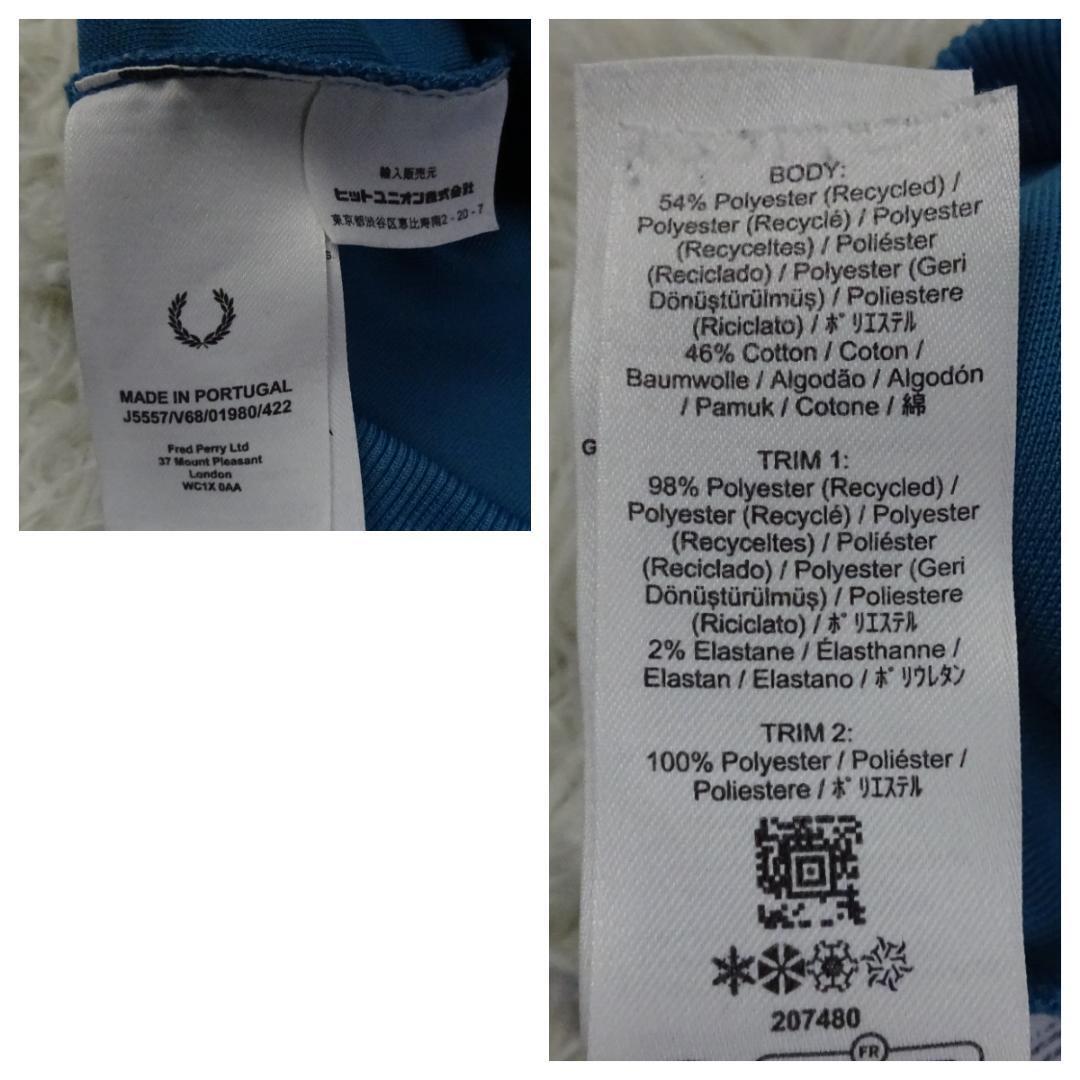 輸入販売元
ヒットユニオン株式会社
東京都渋谷区恵比寿南2-20-7
S.
MADE IN PORTUGAL
J5557/V68/01980/422
Fred Perry Ltd
37 Mount Pleasant
London
WC1X 0AA
BODY:
54% Polyester (Recycled) /
Polyester (Recyclé) / Polyester
(Recyceltes) / Poliéster
(Reciclado) / Polyester (Geri
Dönüştürülmüş) / Poliestere
(Riciclato) / ポリエステル
46% Cotton / Coton /
Baumwolle / Algodão / Algodón
/ Pamuk / Cotone / 綿
G
TRIM 1:
98% Polyester (Recycled) /
Polyester (Recyclé) / Polyester
(Recyceltes) / Poliéster
(Reciclado) / Polyester (Geri
Dönüştürülmüş) / Poliestere
(Riciclato) / ポリエステル
2% Elastane / Élasthanne /
Elastan / Elastano / ポリウレタン
TRIM 2:
100% Polyester / Poliéster /
Poliestere / ポリエステル
207480
FR